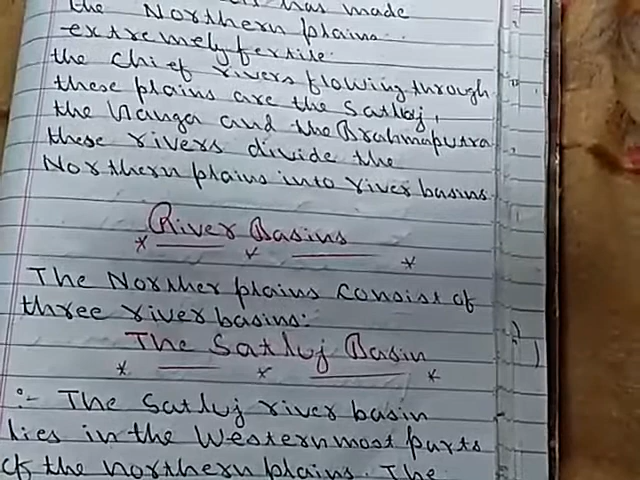 has made
the Northern plains
extremely fertile.
the chief rivers flowing through
these plains are the Satluj,
the Ganga and the Brahmaputra
these rivers divide the
Northern plains into river basins
River Basins
The Norther plains consist of
three river basins:
The Satluj Basin
:- The Satluj river basin
lies in the Westernmost parts
of the northern plains. The